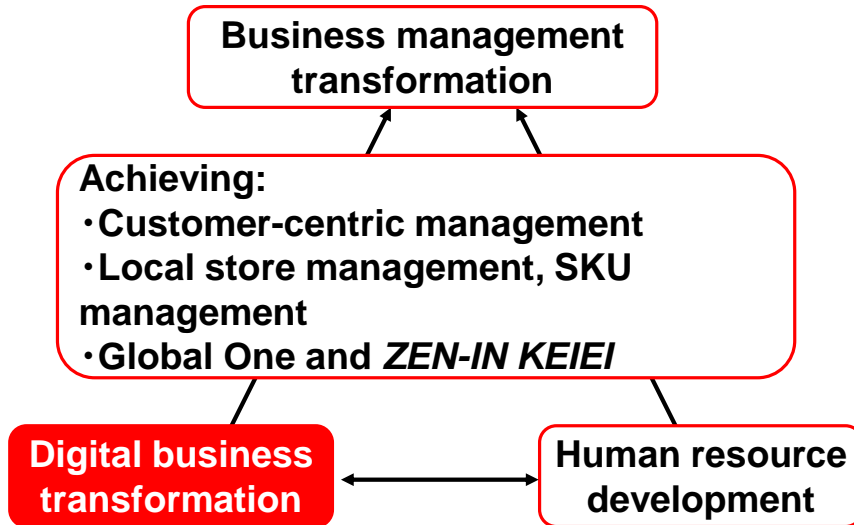 Business management
transformation
Achieving:
・Customer-centric management
・Local store management, SKU
management
・Global One and ZEN-IN KEIEI
Digital business
transformation
Human resource
development